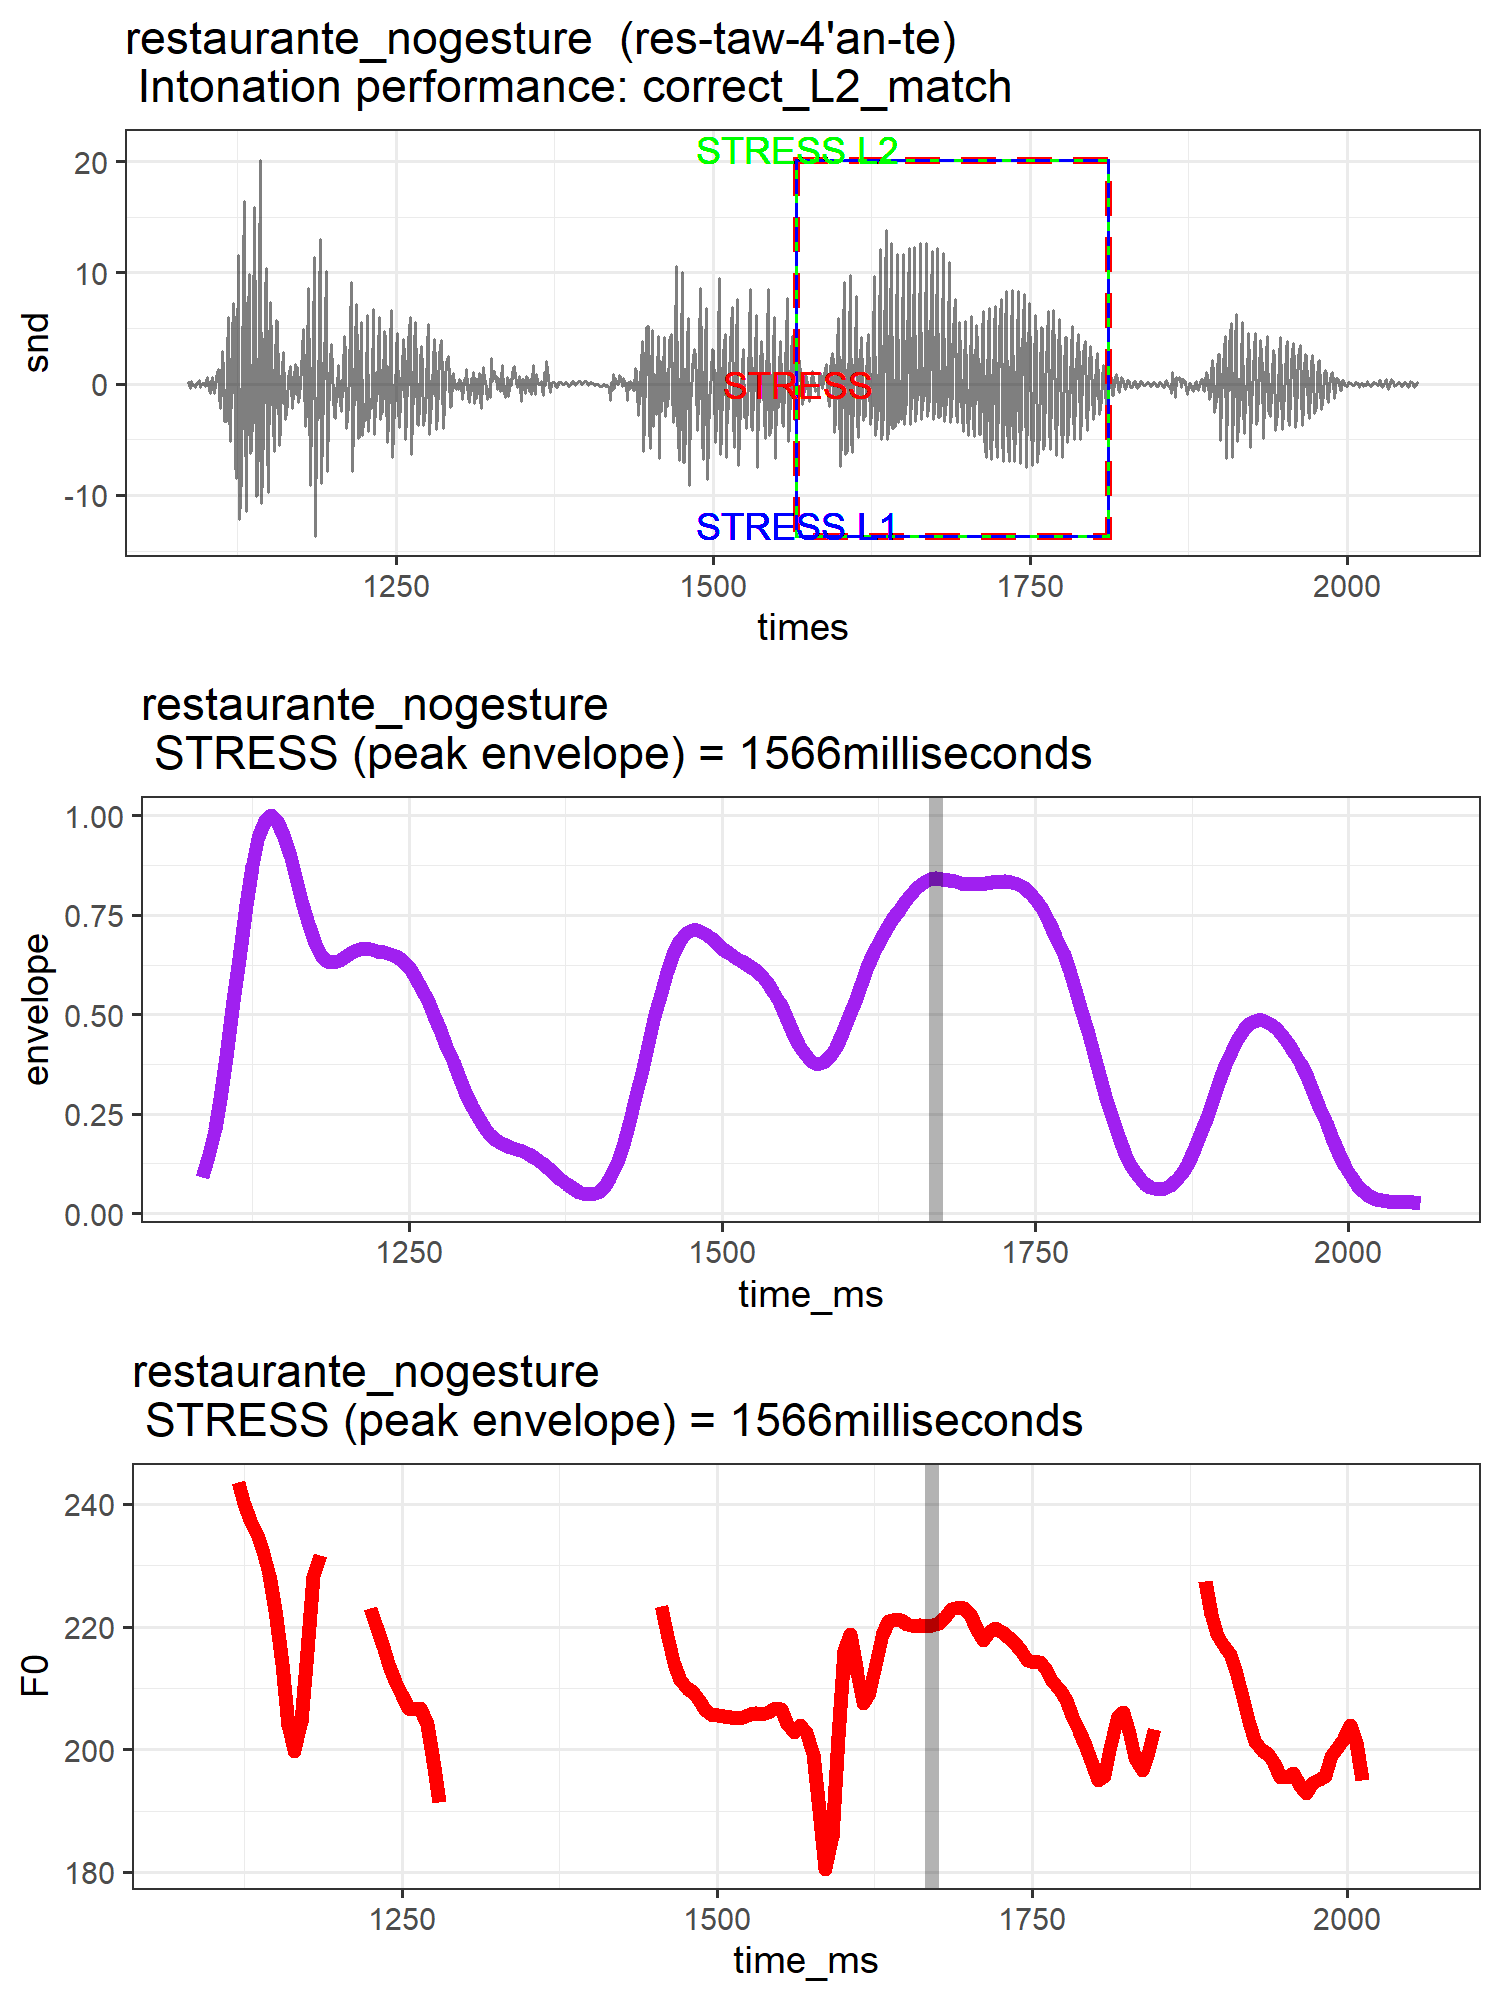 restaurante_nogesture  (res-taw-4'an-te)
Intonation performance: correct_L2_match
20
10
0
-10
snd
STRESS L2
STRESS
STRESS L1
1250
1500
1750
2000
times
restaurante_nogesture
STRESS (peak envelope) = 1566milliseconds
1.00
0.75
0.50
0.25
0.00
envelope
1250
1500
1750
2000
time_ms
restaurante_nogesture
STRESS (peak envelope) = 1566milliseconds
240
220
200
180
F0
1250
1500
1750
2000
time_ms